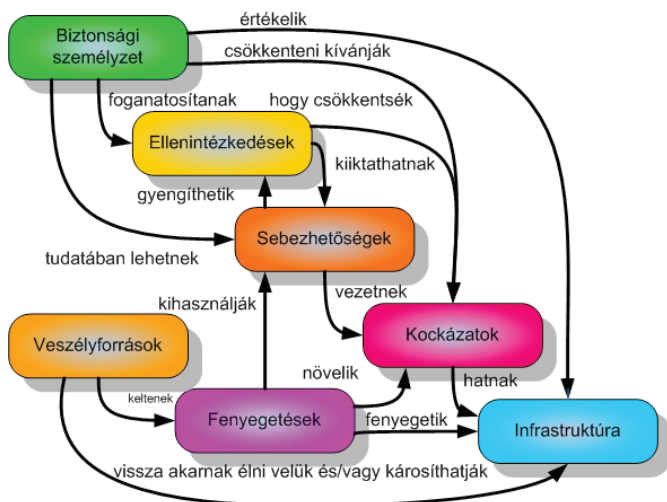 értékelik
Biztonsági
személyzet
csökkenteni kívánják
foganatosítanak
hogy csökkentsék
Ellenintézkedések
kiiktathatnak
gyengíthetik
Sebezhetőségek
tudatában lehetnek
vezetnek
kihasználják
Kockázatok
Veszélyforrások
növelik
hatnak
keltenek
Fenyegetések
fenyegetik
Infrastruktúra
vissza akarnak élni velük és/vagy károsíthatják